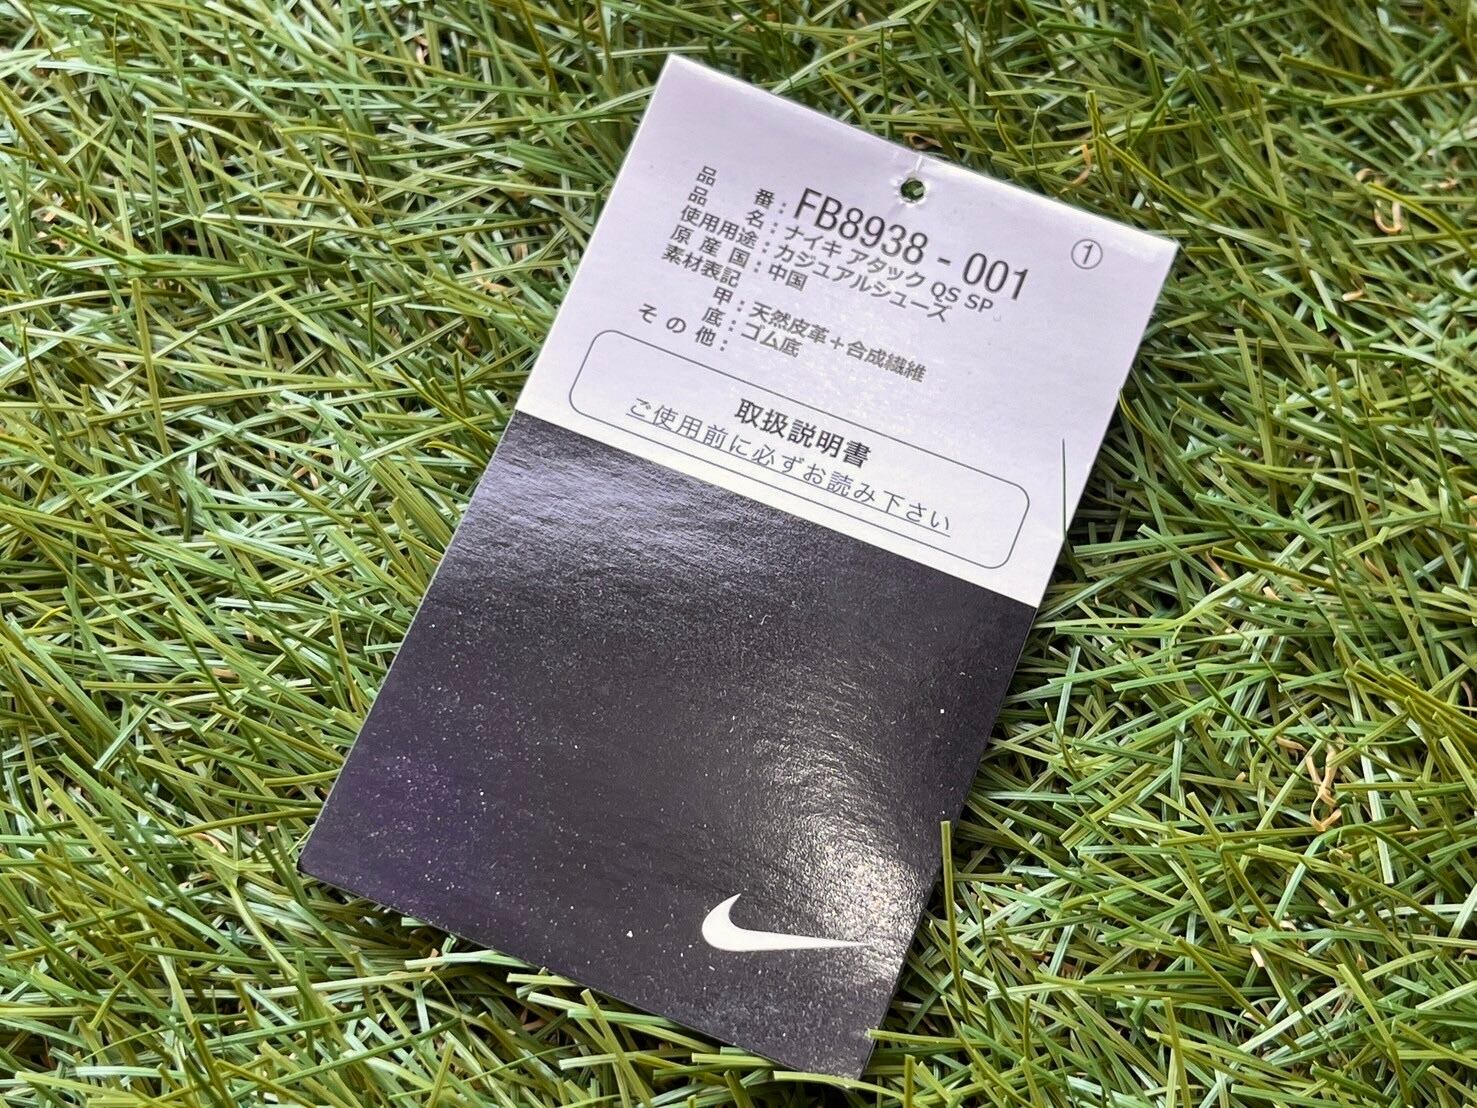 ①
品番：FB8938 - 001
品名：ナイキ アタック QS SP
使用用途：カジュアルシューズ
原産国：中国
素材表記
甲：天然皮革＋合成繊維
底：ゴム底
その他：
取扱説明書
ご使用前に必ずお読み下さい